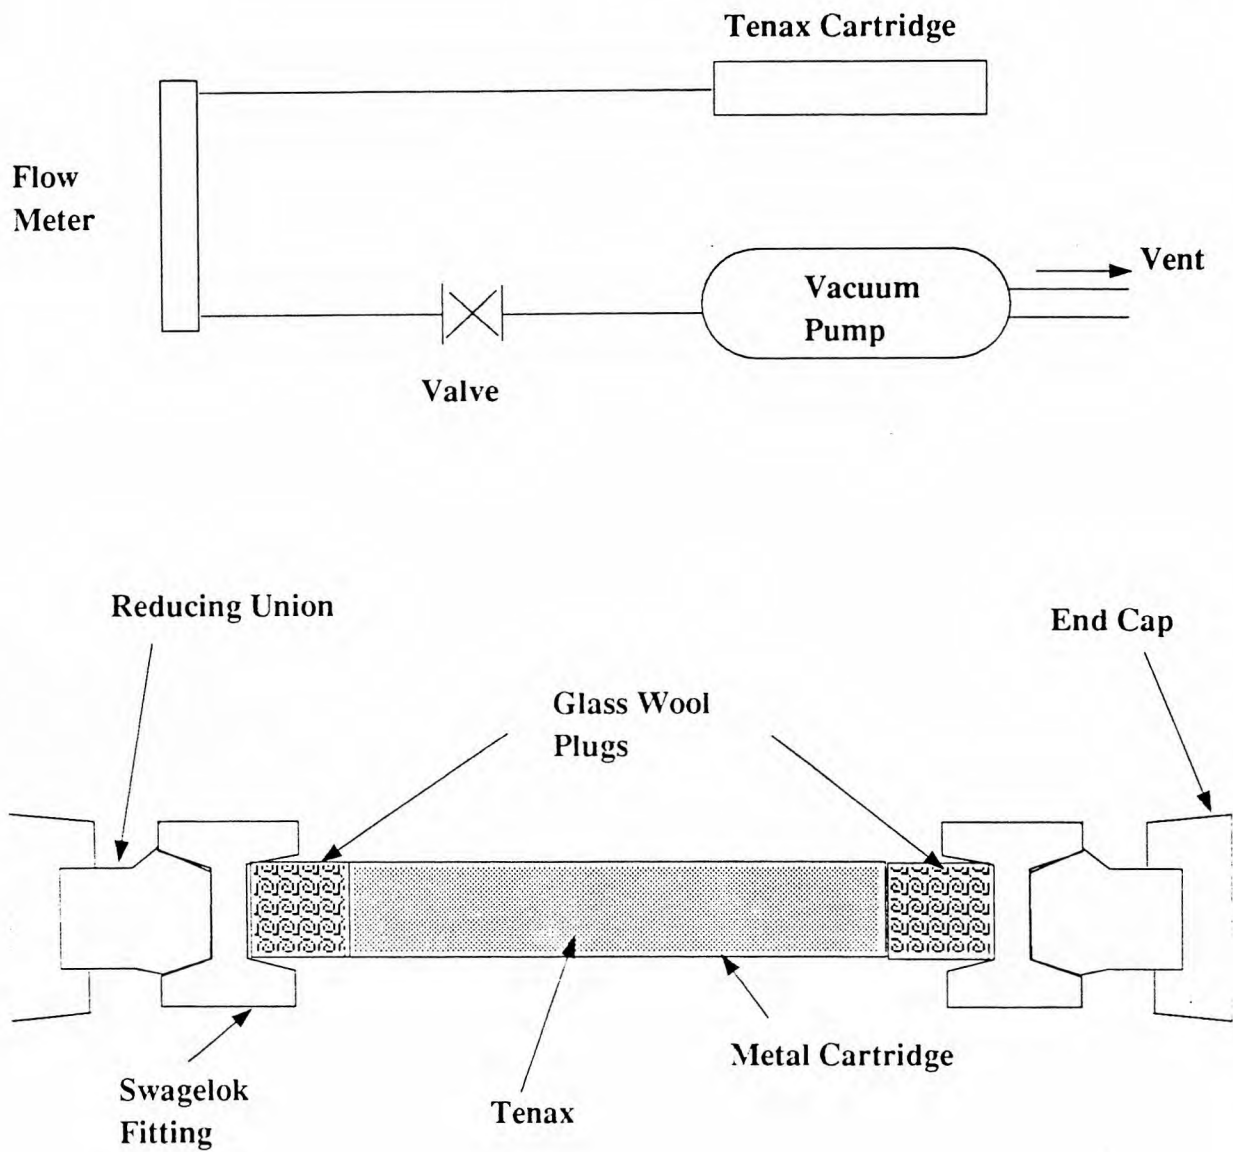 Tenax Cartridge
Flow
Meter
Vent
Vacuum
Pump
Valve
Reducing Union
End Cap
Glass Wool
Plugs
Metal Cartridge
Swagelok
Fitting
Tenax